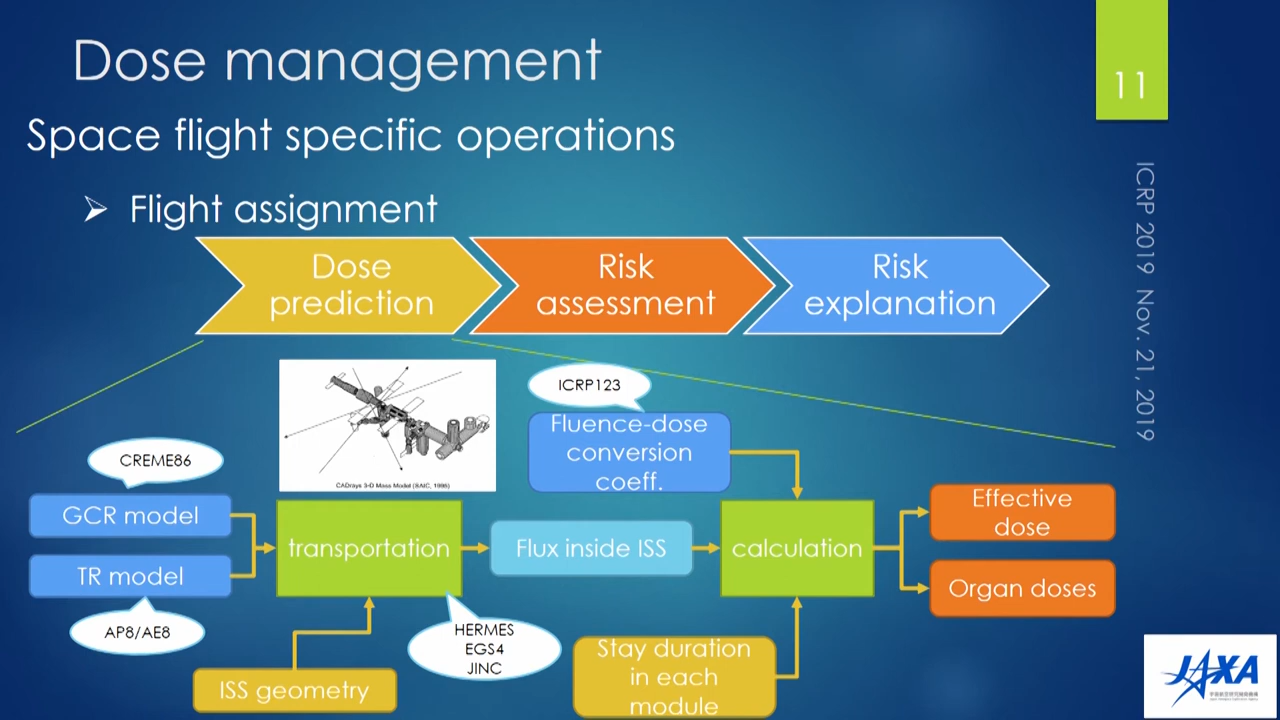 Dose management
11
Space flight specific operations
ICRP 2019 Nov. 21, 2019
Flight assignment
Dose
prediction
Risk
assessment
Risk
explanation
ICRP123
Fluence-dose
conversion
coeff.
CADrays 3-D Mass Model (SAIC, 1995)
CREME86
GCR model
TR model
AP8/AE8
transportation
Flux inside ISS
calculation
Effective
dose
Organ doses
HERMES
EGS4
JINC
ISS geometry
Stay duration
in each
module
JAXA